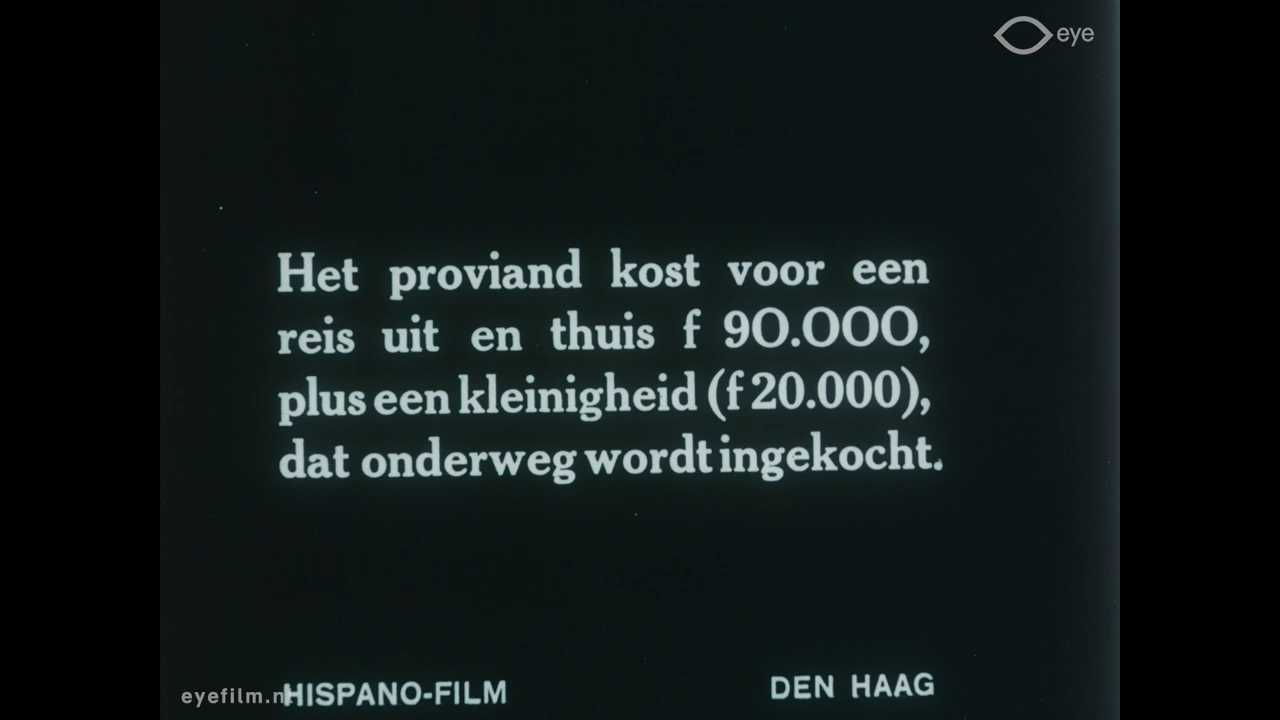 eye
Het proviand kost voor een
reis uit en thuis f 90.000,
plus een kleinigheid (f 20.000),
dat onderweg wordt ingekocht.
HISPANO-FILM DEN HAAG
eyefilm.nl